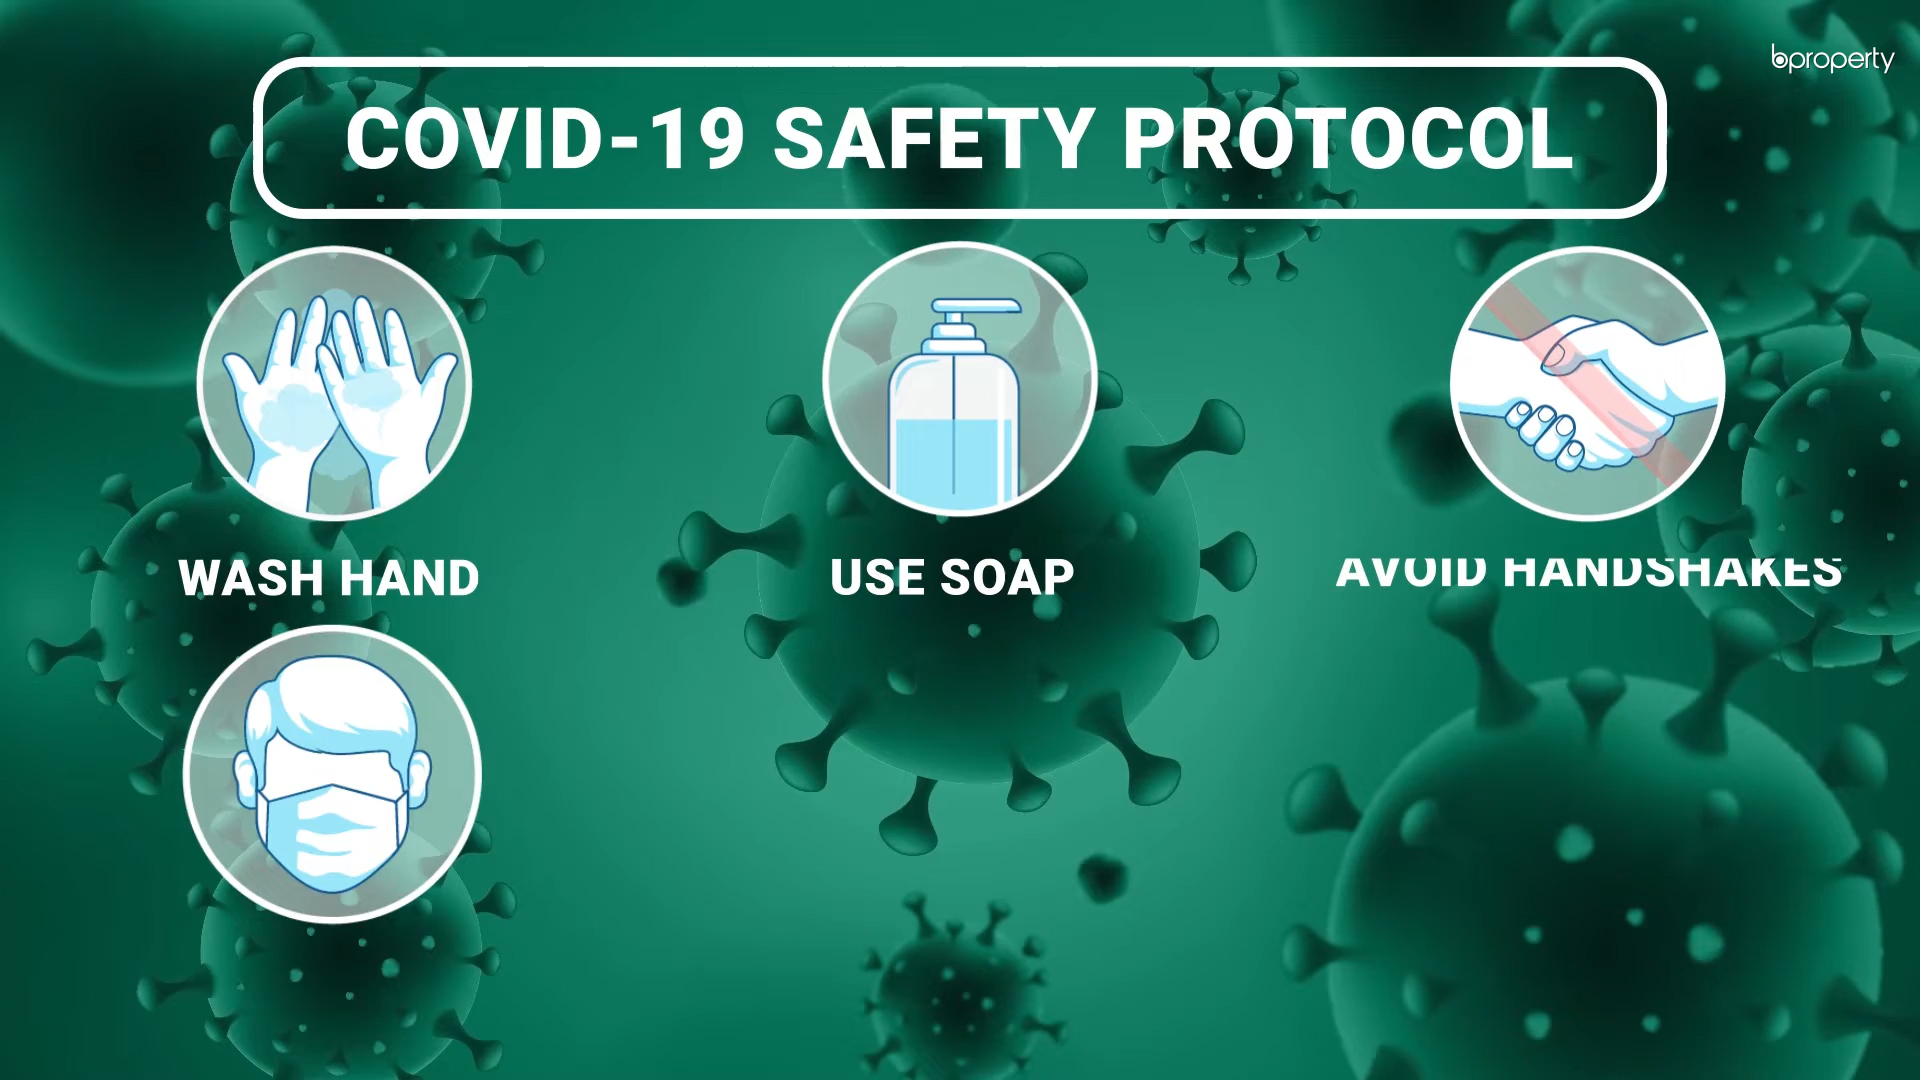 bproperty
COVID-19 SAFETY PROTOCOL
WASH HAND
USE SOAP
AVOID HANDSHAKES